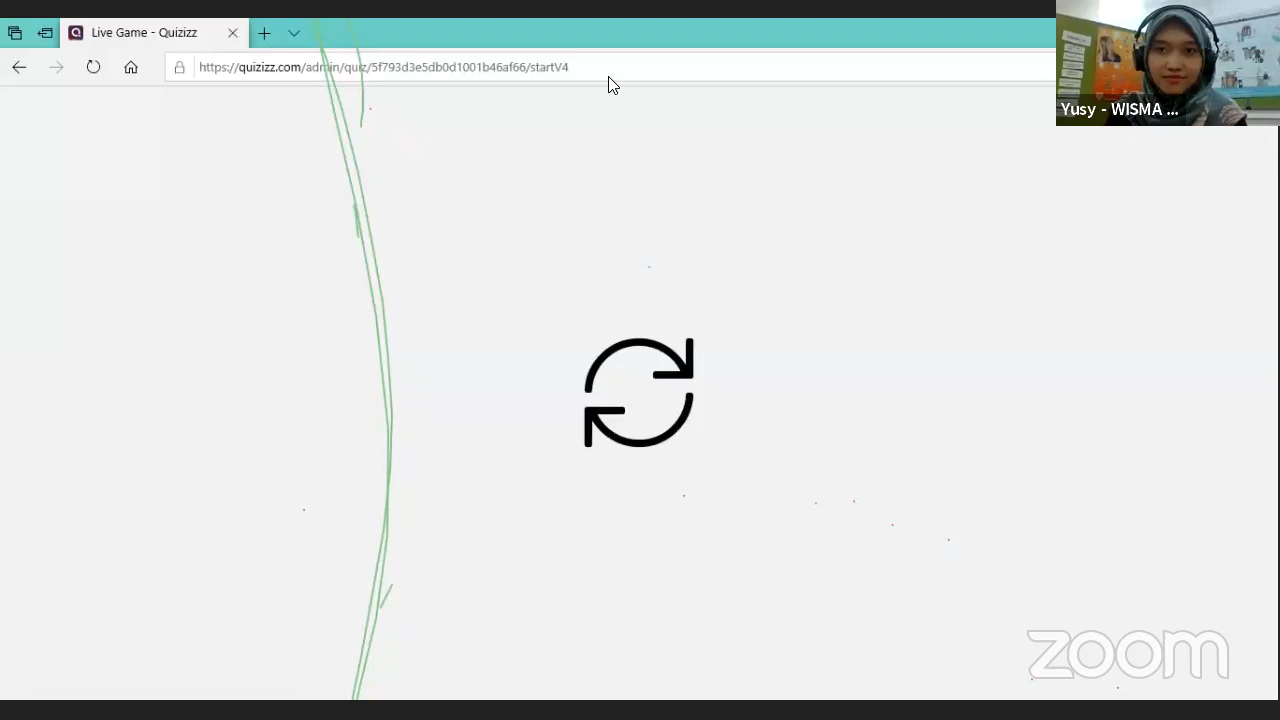 Live Game - Quizizz
https://quizizz.com/admin/quiz/5f793d3e5db0d1001b46af66/startV4
Yusy - WISMA ...
zoom